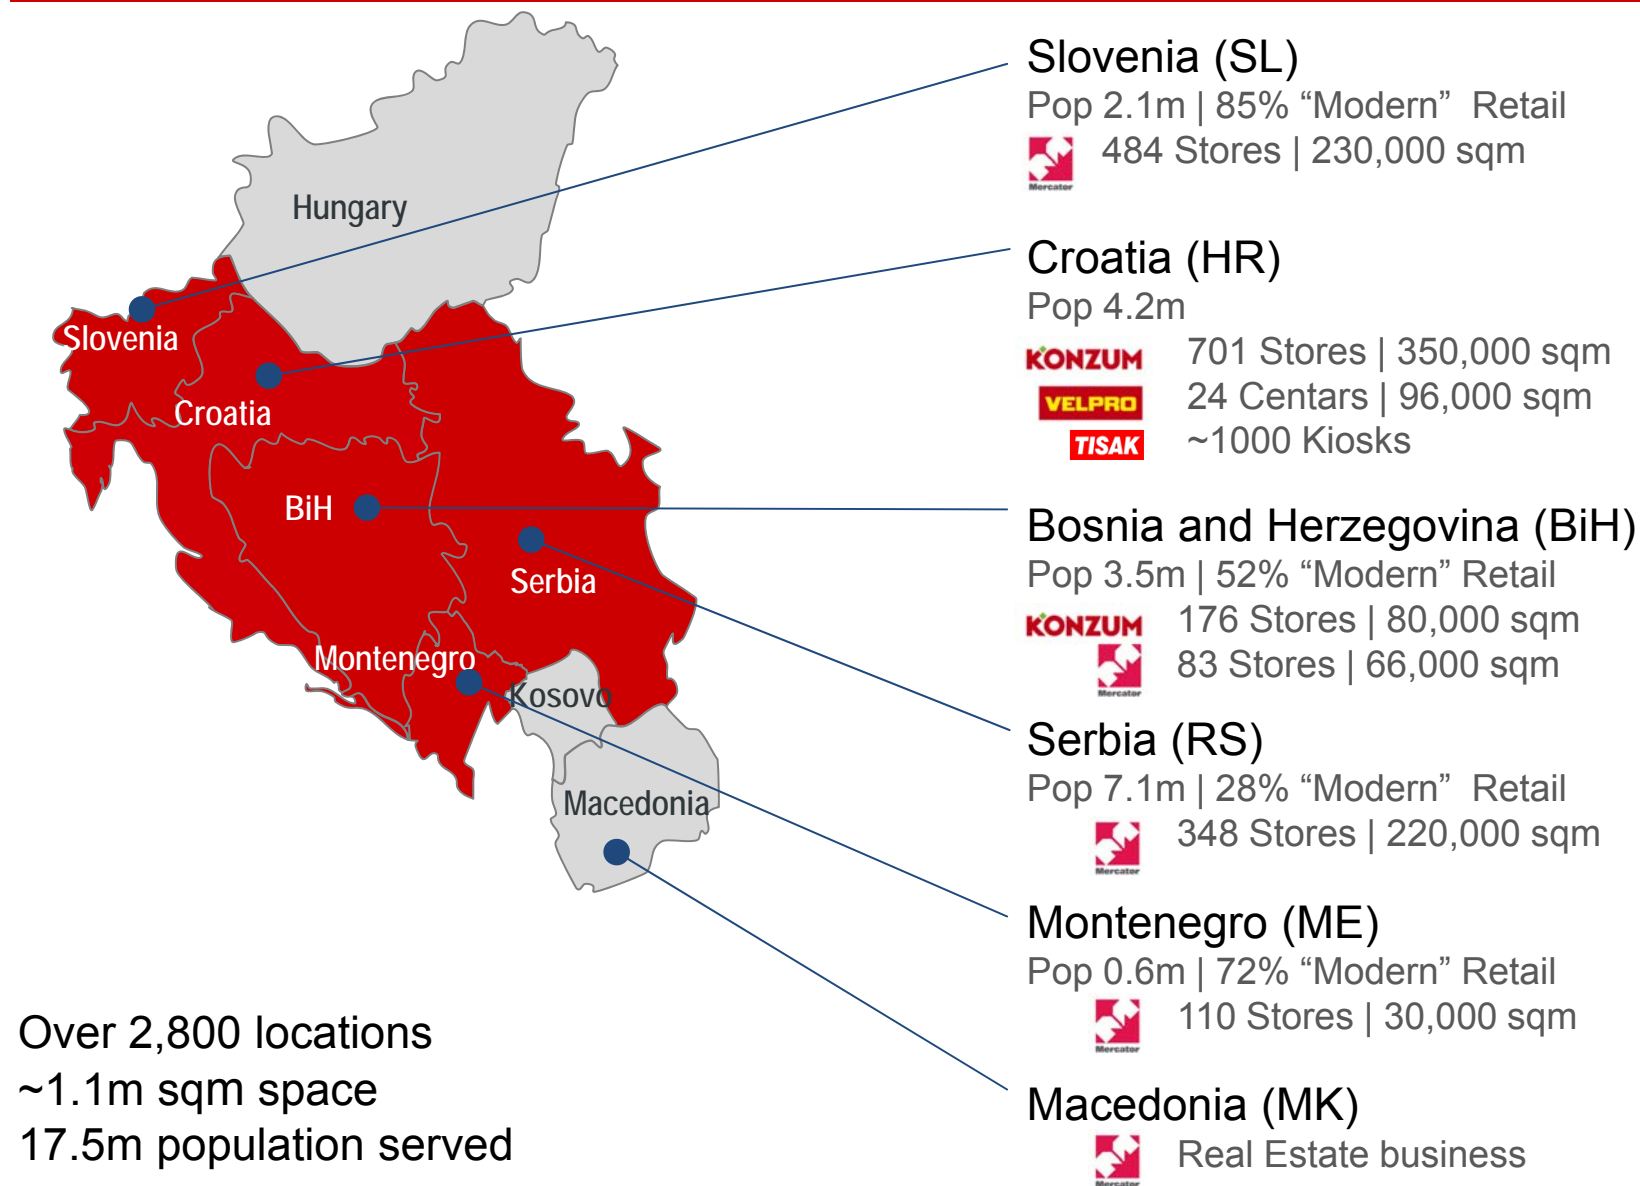 Hungary
Slovenia
Croatia
BiH
Serbia
Montenegro
Kosovo
Macedonia
Over 2,800 locations
~1.1m sqm space
17.5m population served
Slovenia (SL)
Pop 2.1m | 85% “Modern” Retail
Mercator
484 Stores | 230,000 sqm
Croatia (HR)
Pop 4.2m
KONZUM 701 Stores | 350,000 sqm
VELPRO 24 Centars | 96,000 sqm
TISAK ~1000 Kiosks
Bosnia and Herzegovina (BiH)
Pop 3.5m | 52% “Modern” Retail
KONZUM 176 Stores | 80,000 sqm
83 Stores | 66,000 sqm
Mercator
Serbia (RS)
Pop 7.1m | 28% “Modern” Retail
348 Stores | 220,000 sqm
Mercator
Montenegro (ME)
Pop 0.6m | 72% “Modern” Retail
110 Stores | 30,000 sqm
Mercator
Macedonia (MK)
Real Estate business
Mercator